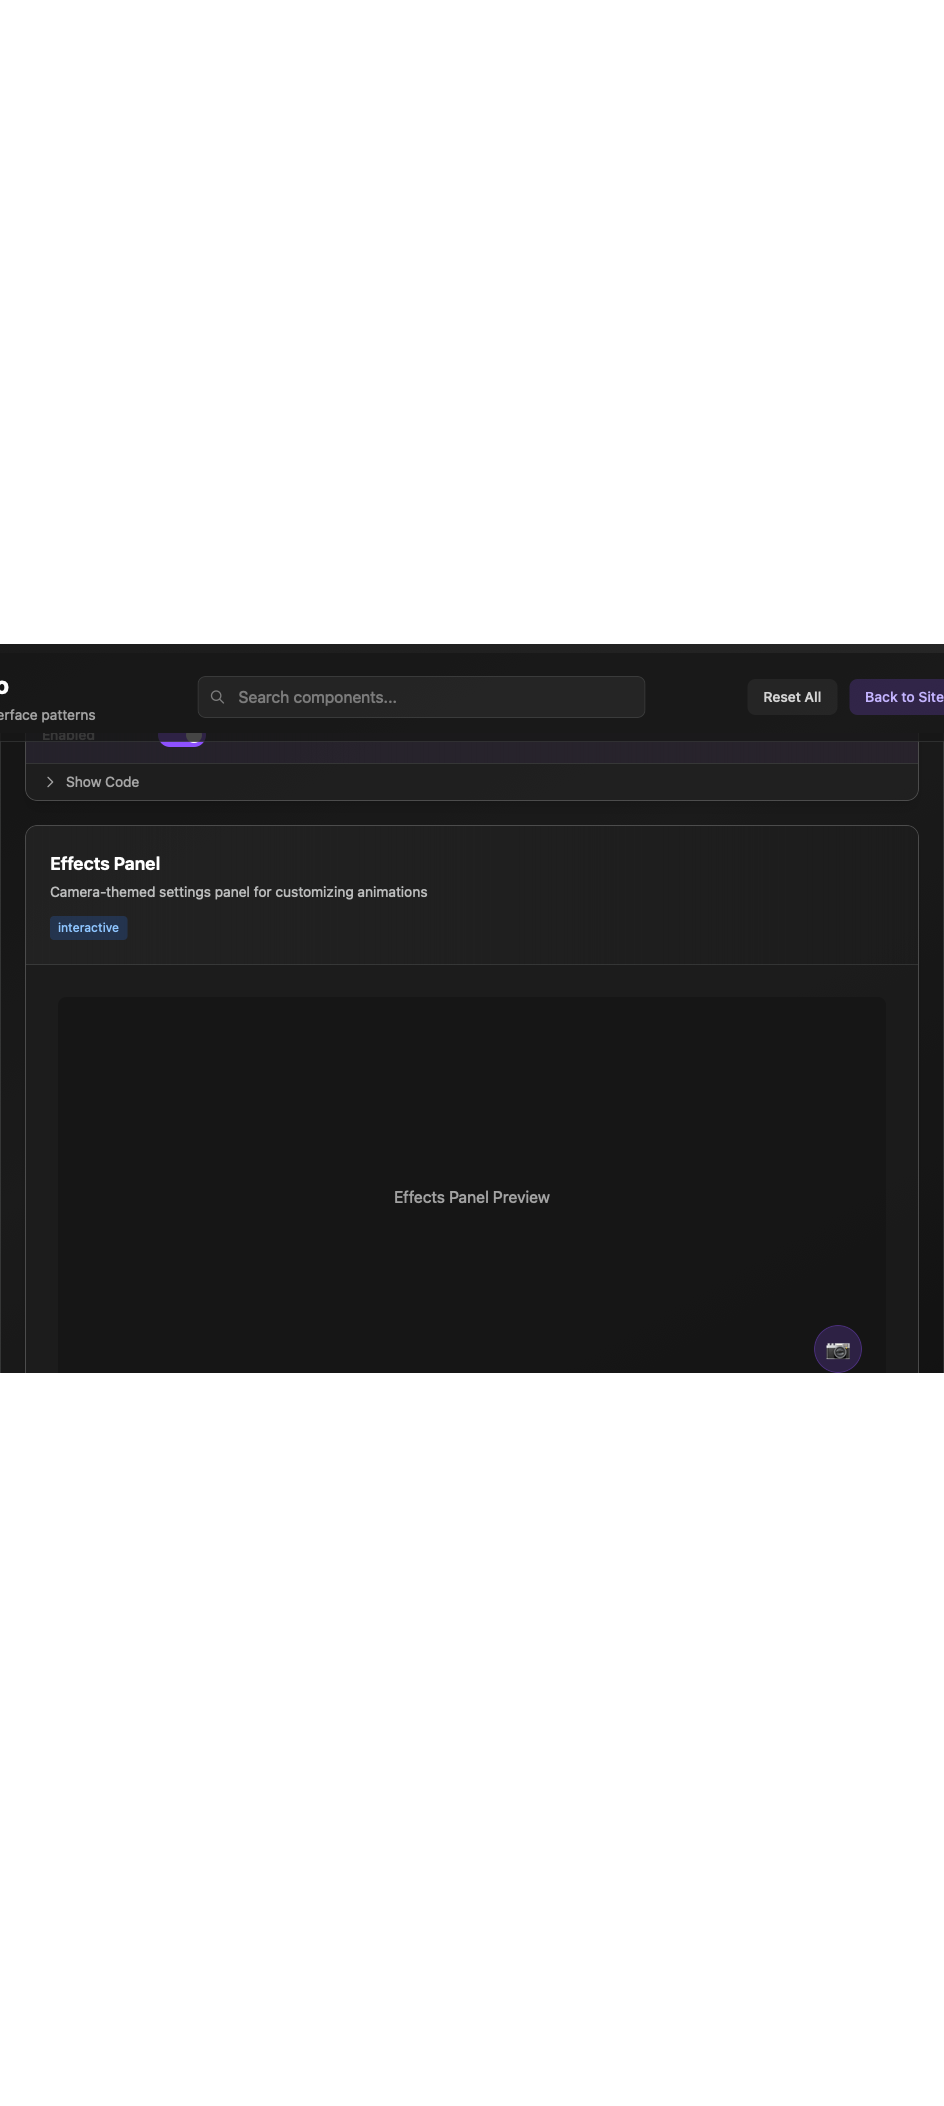 erface patterns
Search components...
Reset All
Back to Site
Enabled
Show Code
Effects Panel
Camera-themed settings panel for customizing animations
interactive
Effects Panel Preview